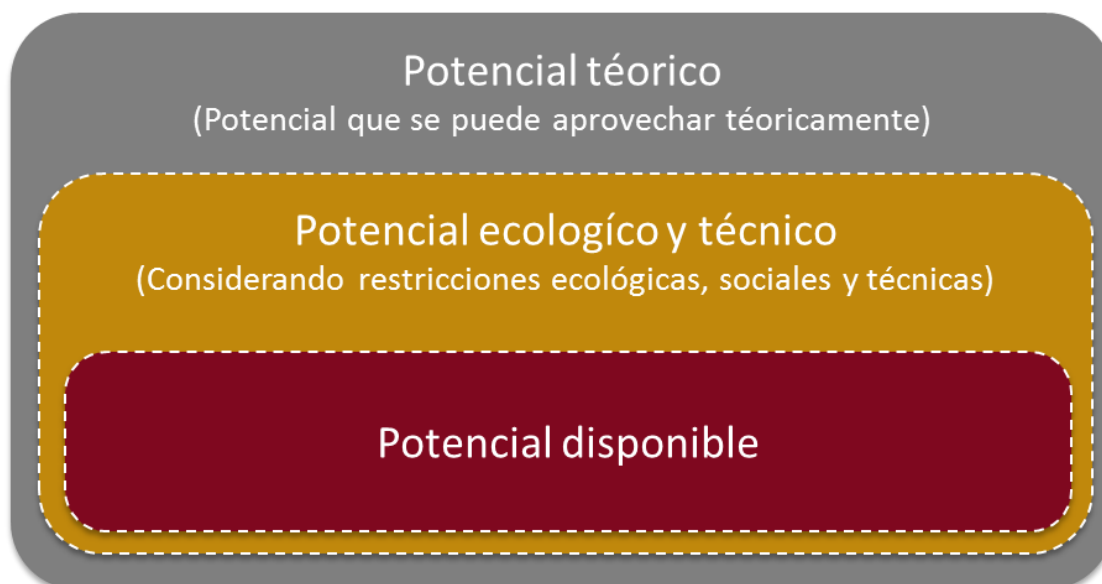 Potencial téorico
(Potencial que se puede aprovechar téoricamente)
Potencial ecologíco y técnico
(Considerando restricciones ecológicas, sociales y técnicas)
Potencial disponible